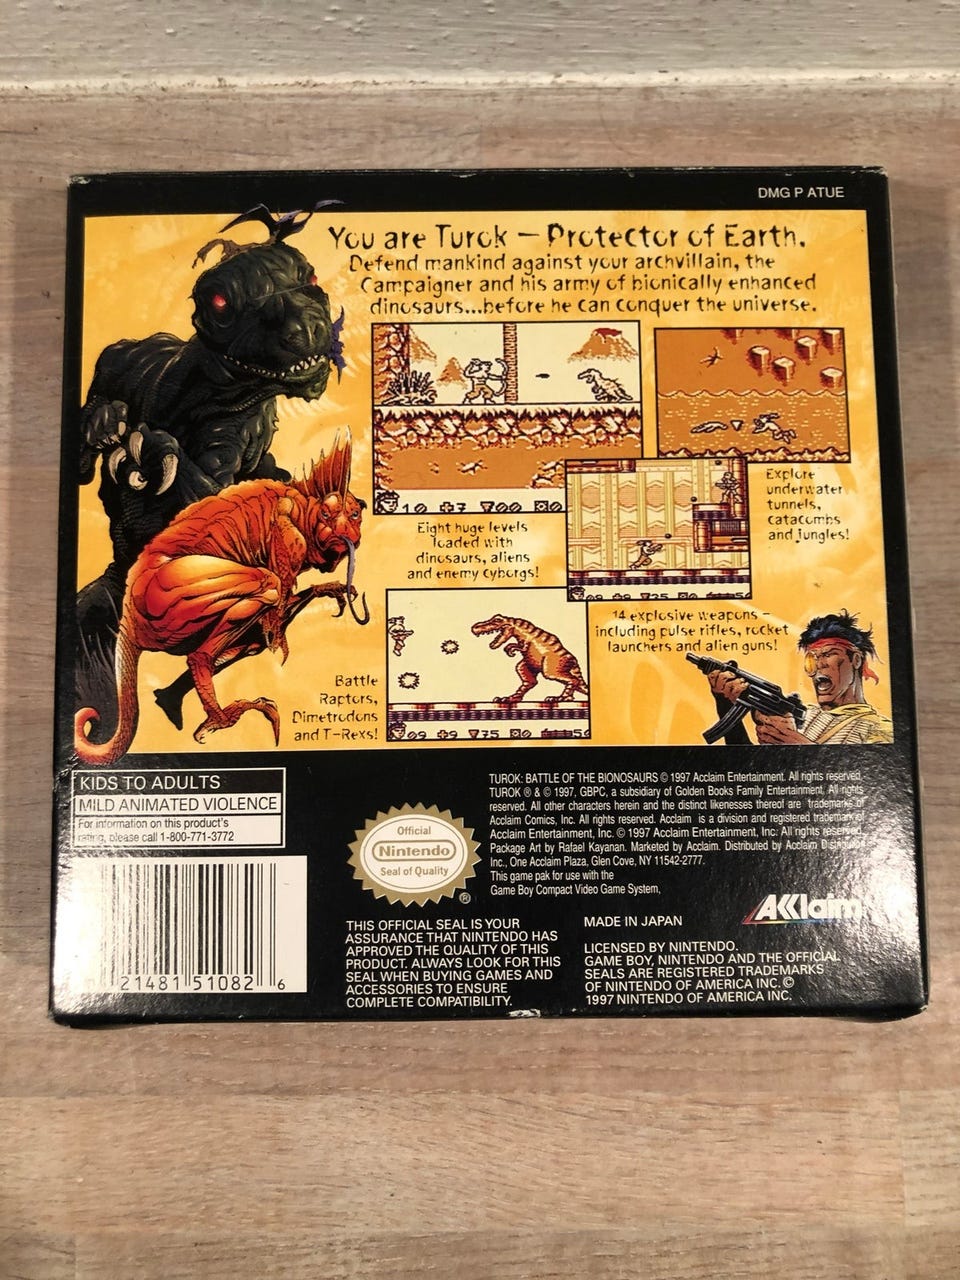 DMG P ATUE
You are Turok – Protector of Earth.
Defend mankind against your archvillain, the
Campaigner and his army of bionically enhanced
dinosaurs...before he can conquer the universe.
Explore
underwater
tunnels,
catacombs
and jungles!
Eight huge levels
loaded with
dinosaurs, aliens
and enemy cyborgs!
14 explosive weapons –
including pulse rifles, rocket
launchers and alien guns!
Battle
Raptors,
Dimetrodons
and T-Rexs!
KIDS TO ADULTS
MILD ANIMATED VIOLENCE
For information on this product's
rating, please call 1-800-771-3772
21481 51082 6
Official
Nintendo
Seal of Quality
®
THIS OFFICIAL SEAL IS YOUR
ASSURANCE THAT NINTENDO HAS
APPROVED THE QUALITY OF THIS
PRODUCT. ALWAYS LOOK FOR THIS
SEAL WHEN BUYING GAMES AND
ACCESSORIES TO ENSURE
COMPLETE COMPATIBILITY.
TUROK: BATTLE OF THE BIONOSAURS © 1997 Acclaim Entertainment. All rights reserved.
TUROK ® & © 1997, GBPC, a subsidiary of Golden Books Family Entertainment. All rights
reserved. All other characters herein and the distinct likenesses thereof are trademarks of
Acclaim Comics, Inc. All rights reserved. Acclaim is a division and registered trademark of
Acclaim Entertainment, Inc. © 1997 Acclaim Entertainment, Inc. All rights reserved.
Package Art by Rafael Kayanan. Marketed by Acclaim. Distributed by Acclaim
Inc., One Acclaim Plaza, Glen Cove, NY 11542-2777.
This game pak for use with the
Game Boy Compact Video Game System,
AKKlaim
MADE IN JAPAN
LICENSED BY NINTENDO.
GAME BOY, NINTENDO AND THE OFFICIAL
SEALS ARE REGISTERED TRADEMARKS
OF NINTENDO OF AMERICA INC. ©
1997 NINTENDO OF AMERICA INC.